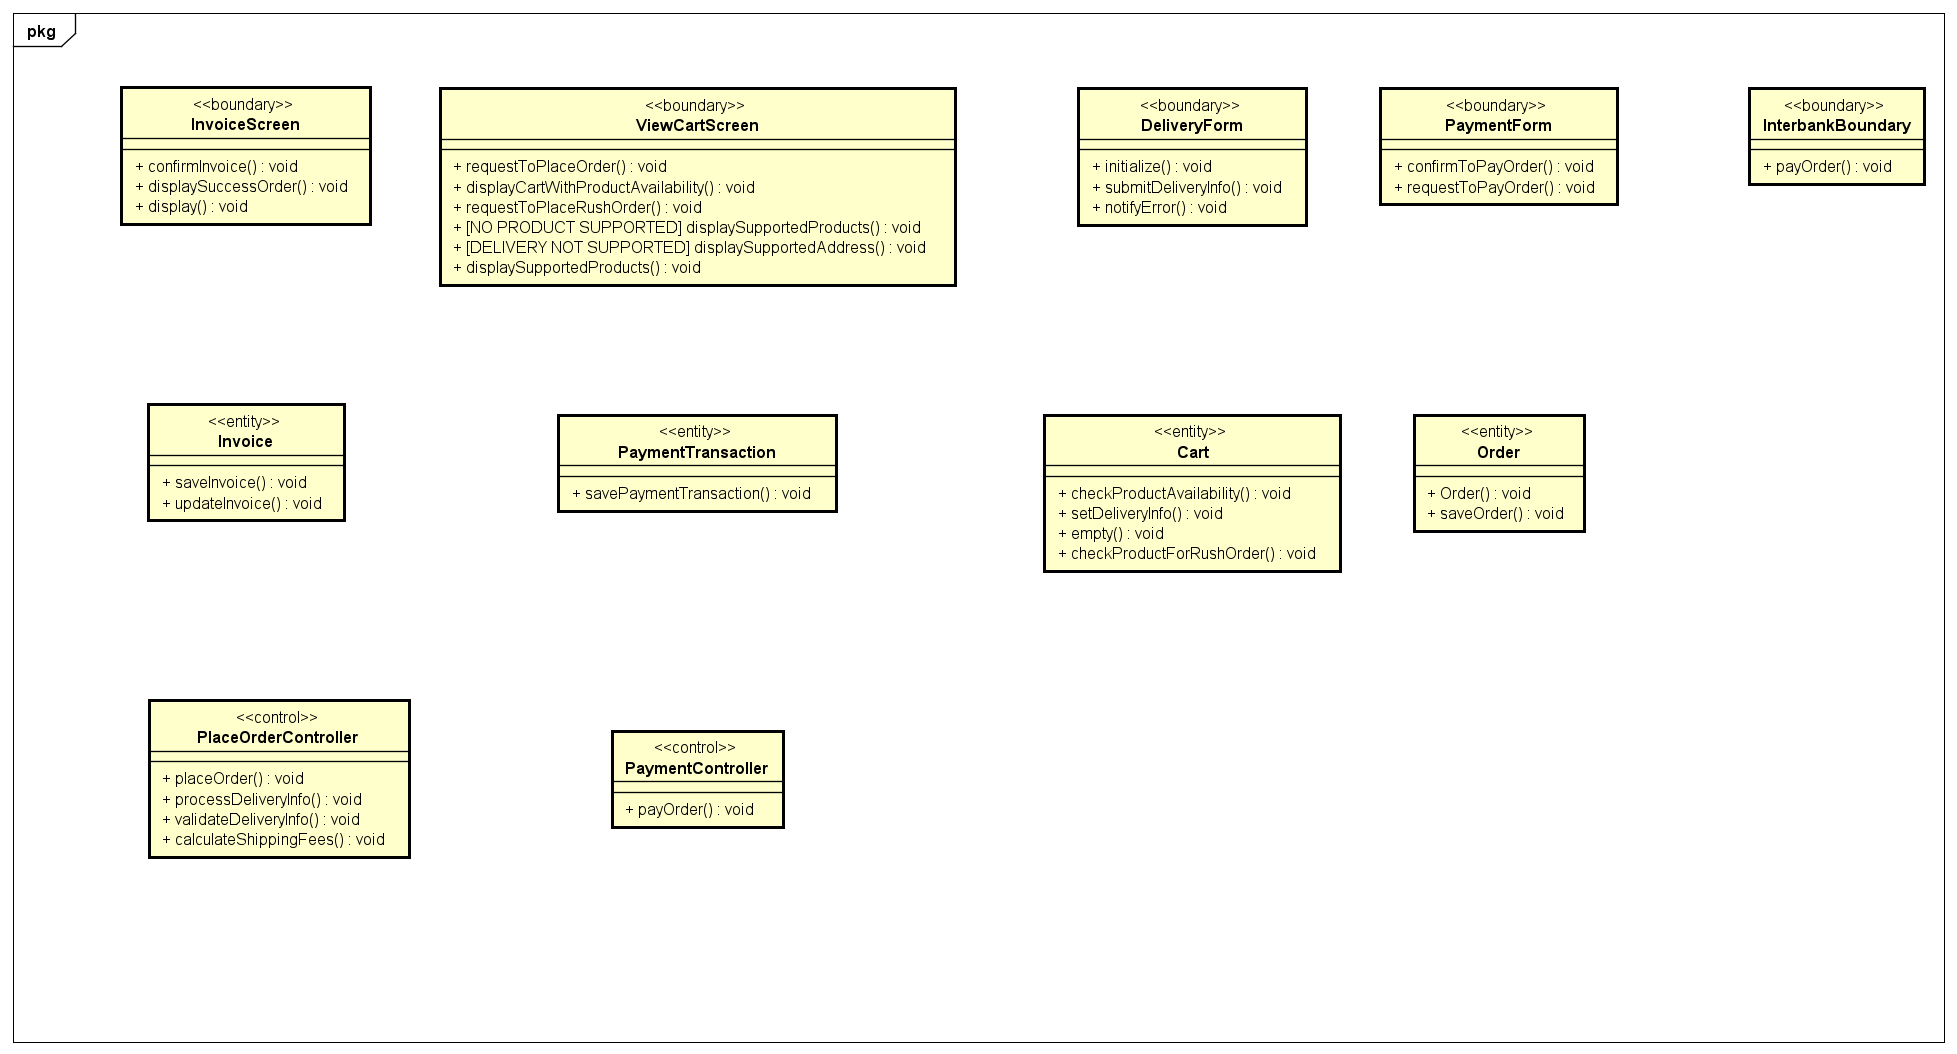 pkg
<<boundary>>
InvoiceScreen
+ confirmInvoice() : void
+ displaySuccessOrder() : void
+ display() : void
<<boundary>>
ViewCartScreen
+ requestToPlaceOrder() : void
+ displayCartWithProductAvailability() : void
+ requestToPlaceRushOrder() : void
+ [NO PRODUCT SUPPORTED] displaySupportedProducts() : void
+ [DELIVERY NOT SUPPORTED] displaySupportedAddress() : void
+ displaySupportedProducts() : void
<<boundary>>
DeliveryForm
+ initialize() : void
+ submitDeliveryInfo() : void
+ notifyError() : void
<<boundary>>
PaymentForm
+ confirmToPayOrder() : void
+ requestToPayOrder() : void
<<boundary>>
InterbankBoundary
+ payOrder() : void
<<entity>>
Invoice
+ saveInvoice() : void
+ updateInvoice() : void
<<entity>>
PaymentTransaction
+ savePaymentTransaction() : void
<<entity>>
Cart
+ checkProductAvailability() : void
+ setDeliveryInfo() : void
+ empty() : void
+ checkProductForRushOrder() : void
<<entity>>
Order
+ Order() : void
+ saveOrder() : void
<<control>>
PlaceOrderController
+ placeOrder() : void
+ processDeliveryInfo() : void
+ validateDeliveryInfo() : void
+ calculateShippingFees() : void
<<control>>
PaymentController
+ payOrder() : void